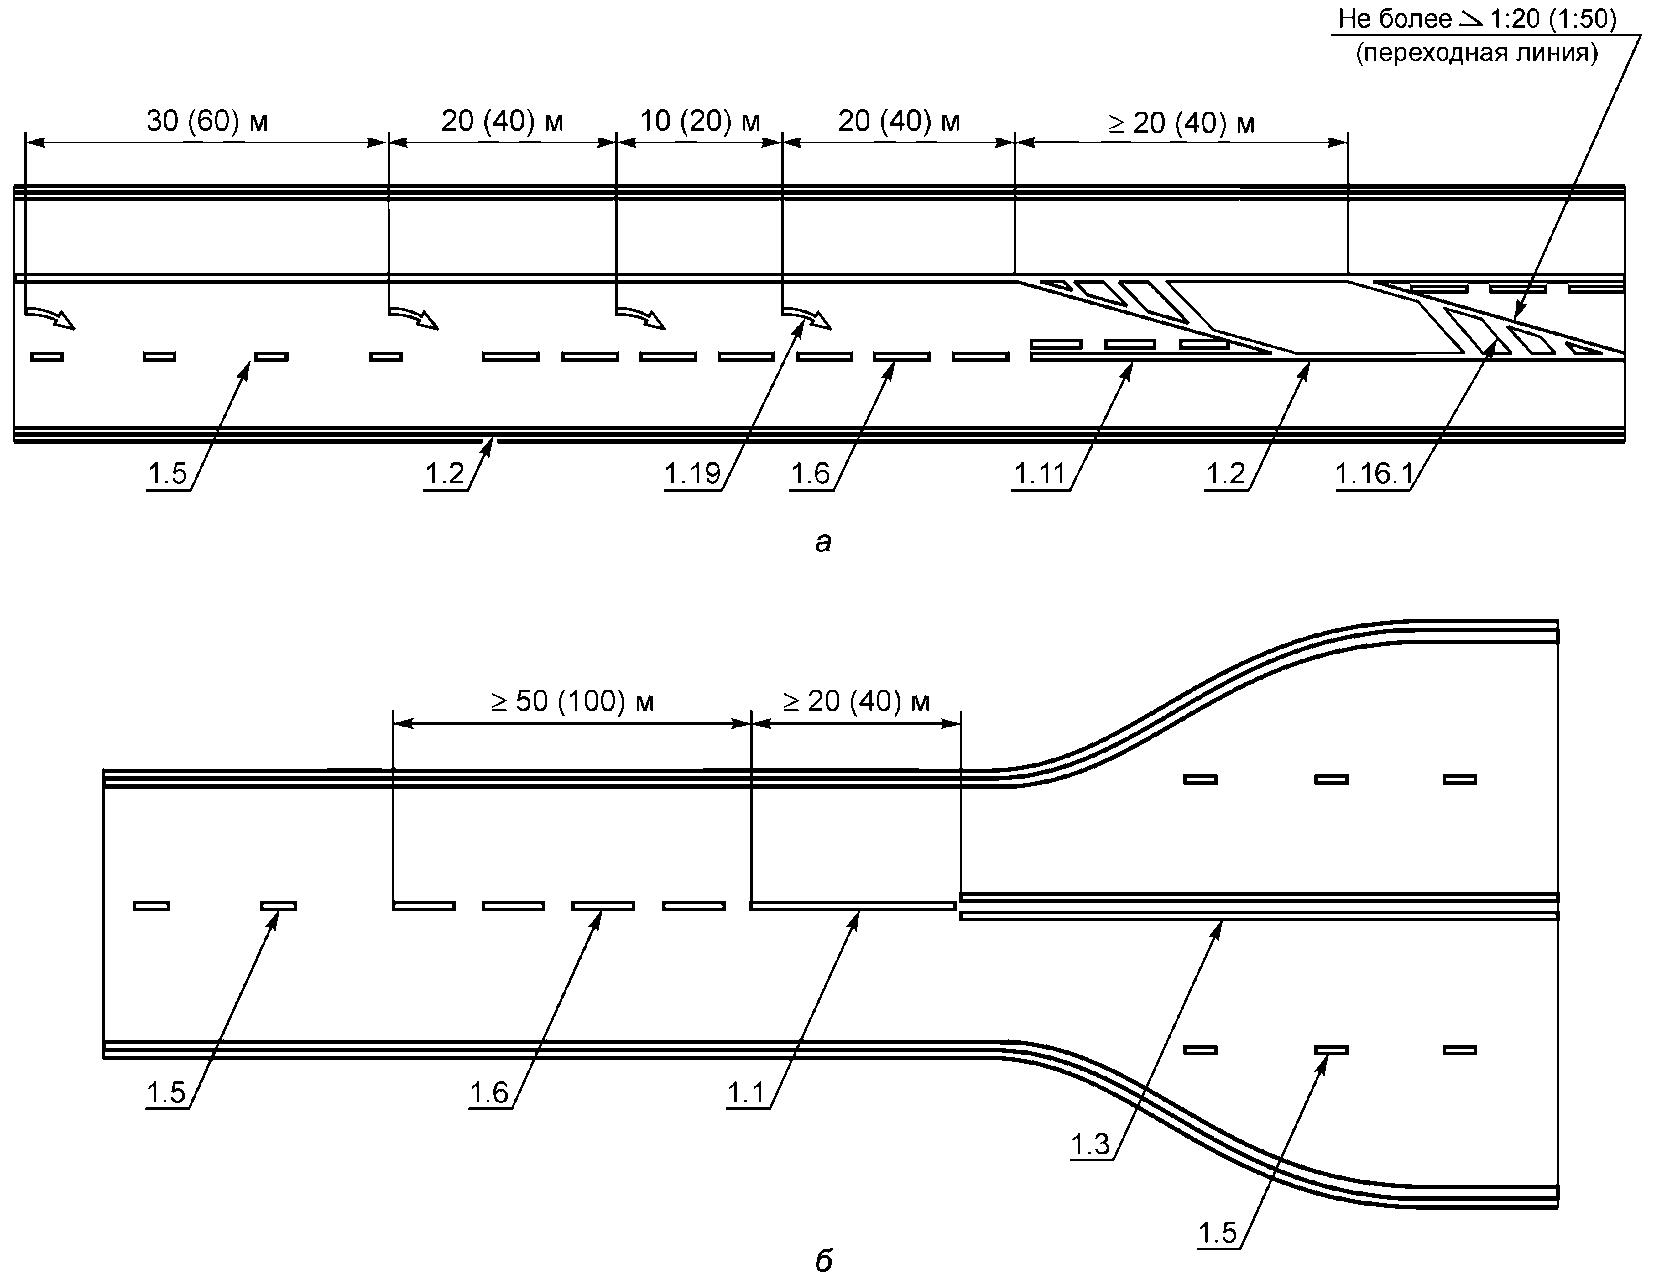 Не более ⦣ 1:20 (1:50)
(переходная линия)
30 (60) м
20 (40) м
10 (20) м
20 (40) м
≥ 20 (40) м
1.5
1.2
1.19
1.6
1.11
1.2
1.16.1
а
≥ 50 (100) м
≥ 20 (40) м
1.5
1.6
1.1
1.3
1.5
б